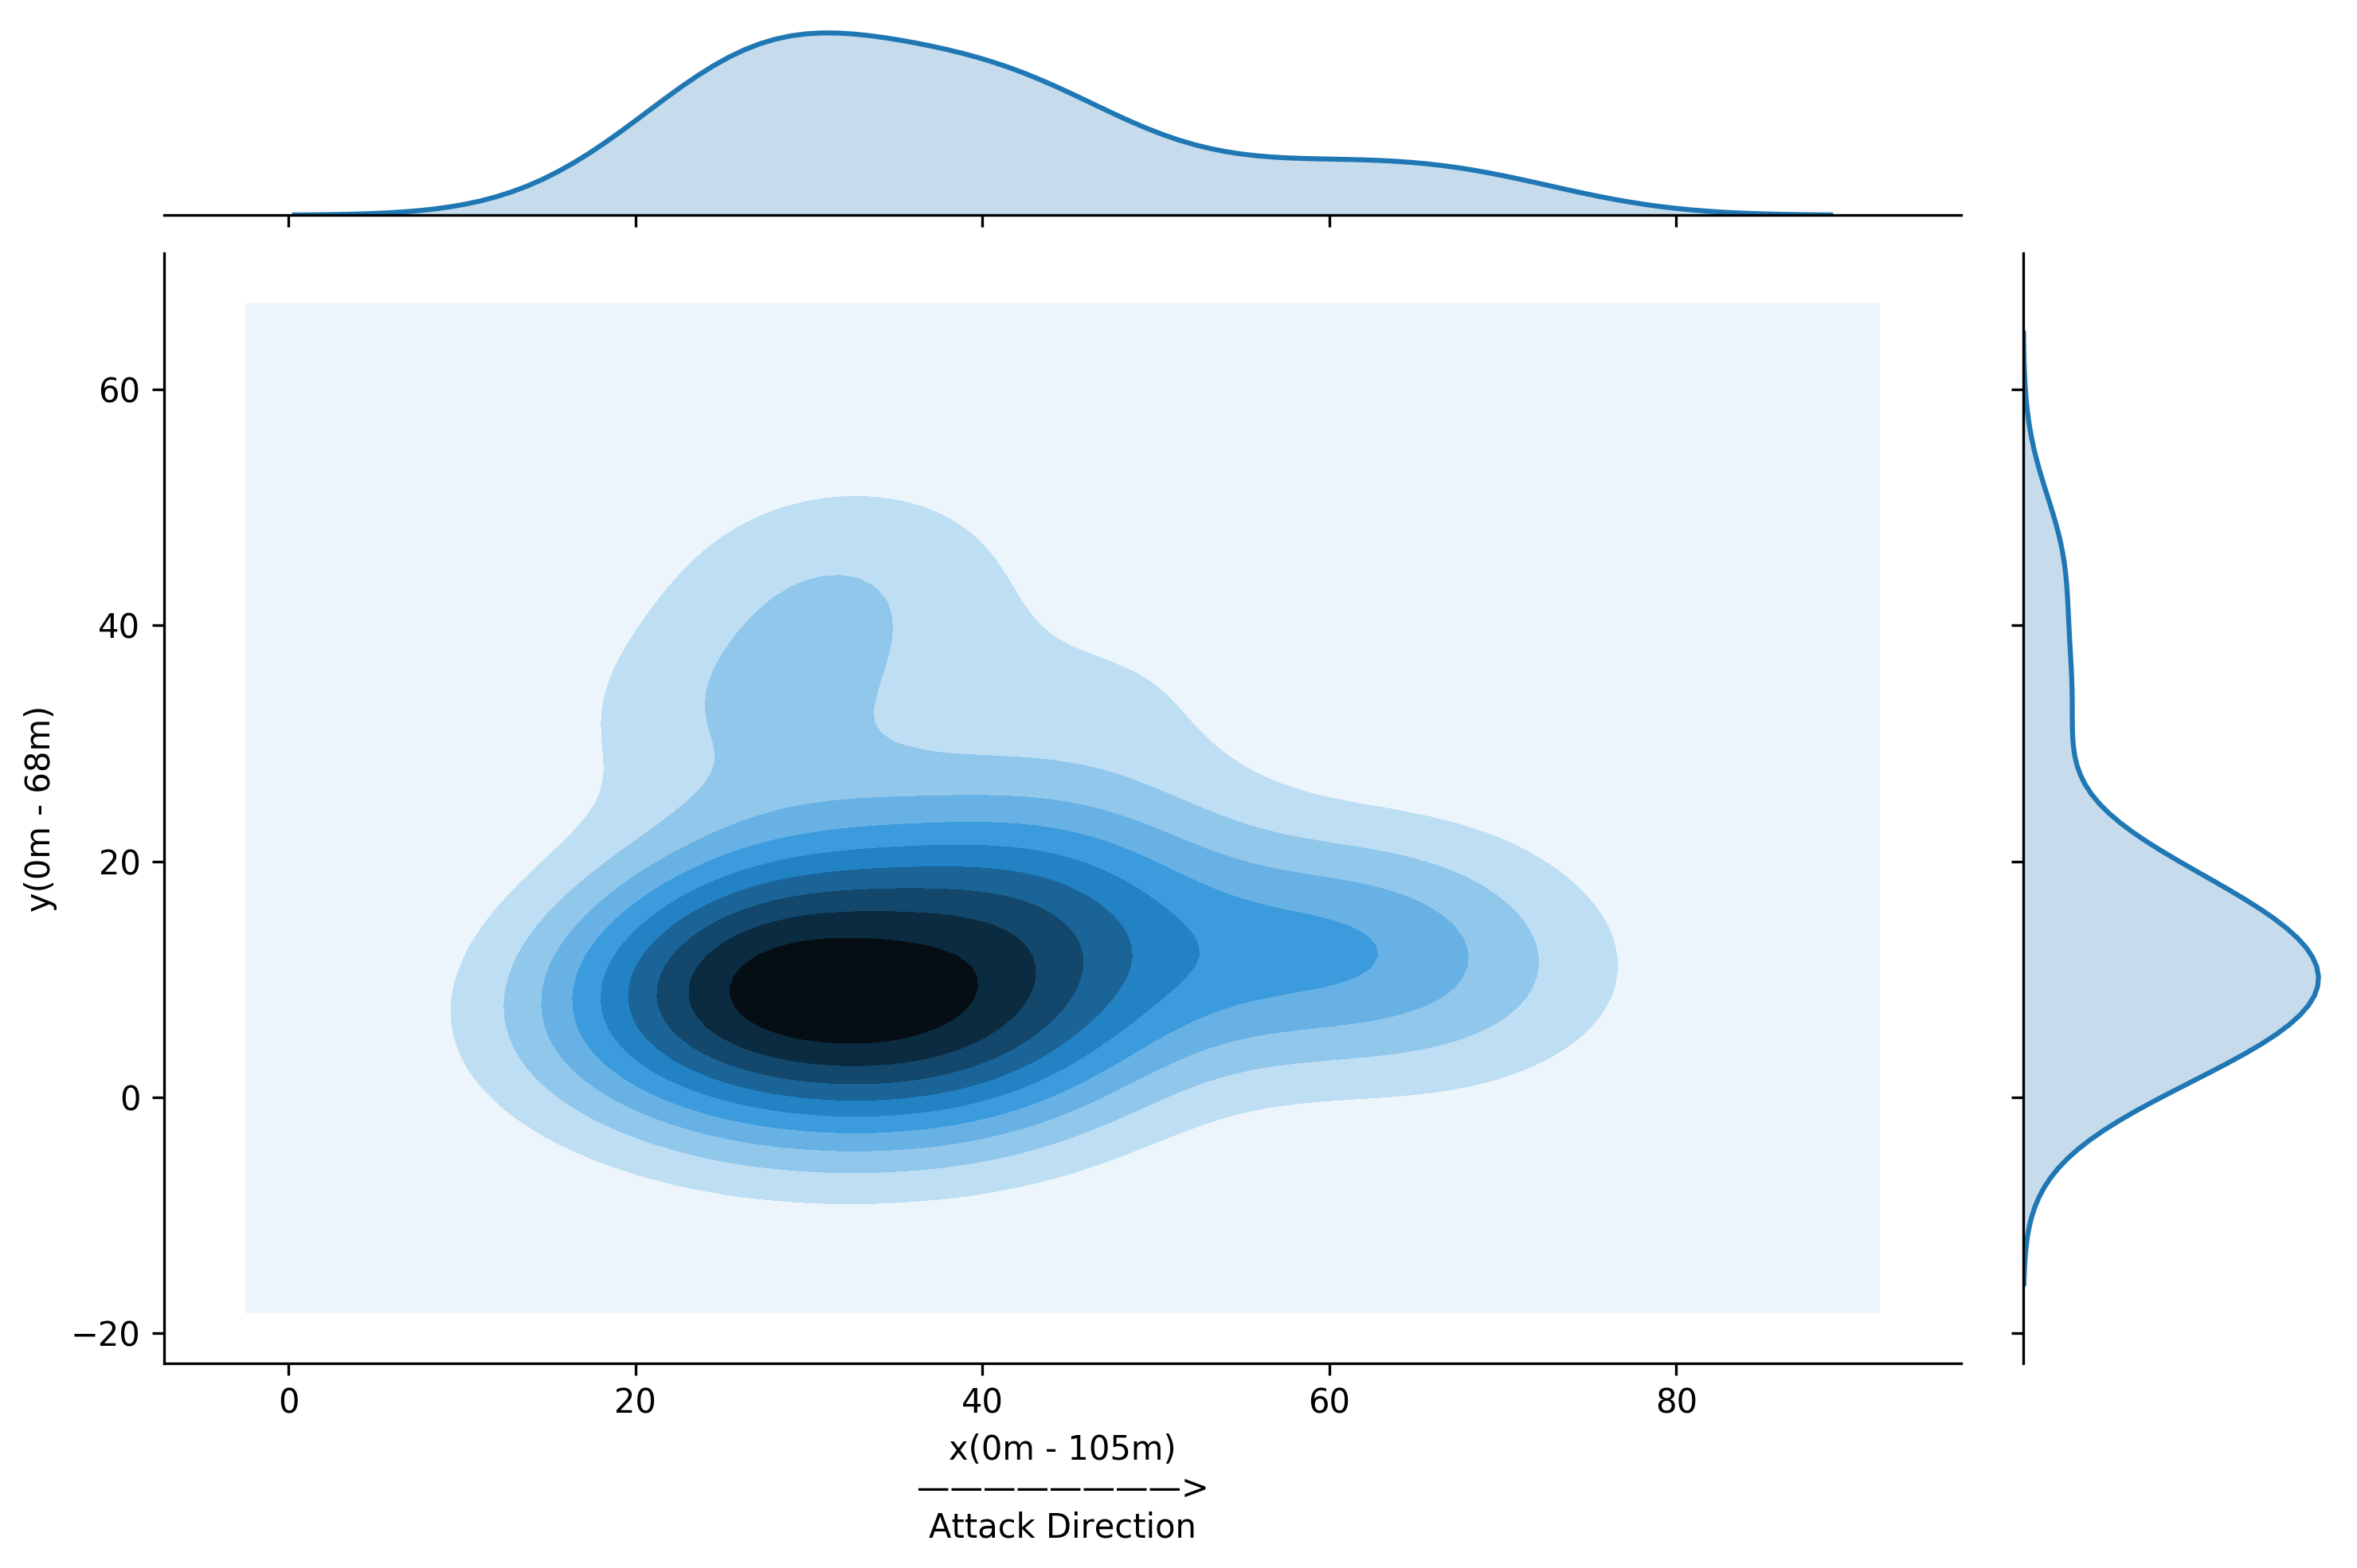 60
40
20
0
−20
y(0m - 68m)
0 20 40 60 80
x(0m - 105m)
————————>
Attack Direction